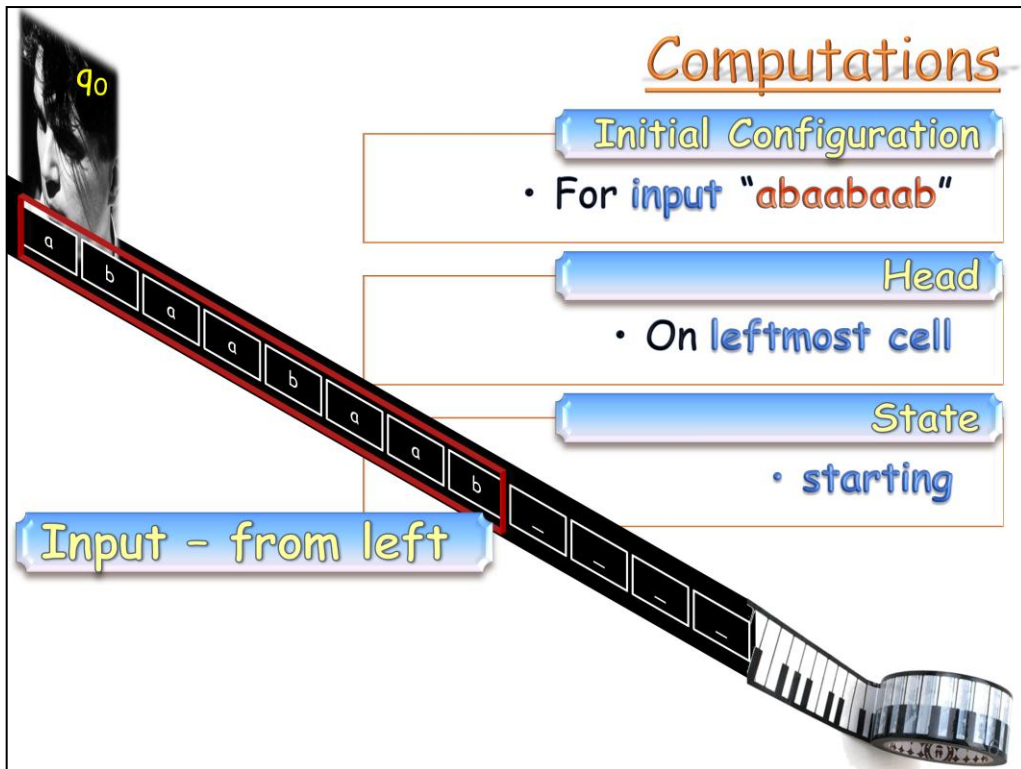 Computations
q0
Initial Configuration
• For input “abaabaab”
Head
• On leftmost cell
State
• starting
Input – from left
a
b
a
a
b
a
a
b
_
_
_
_